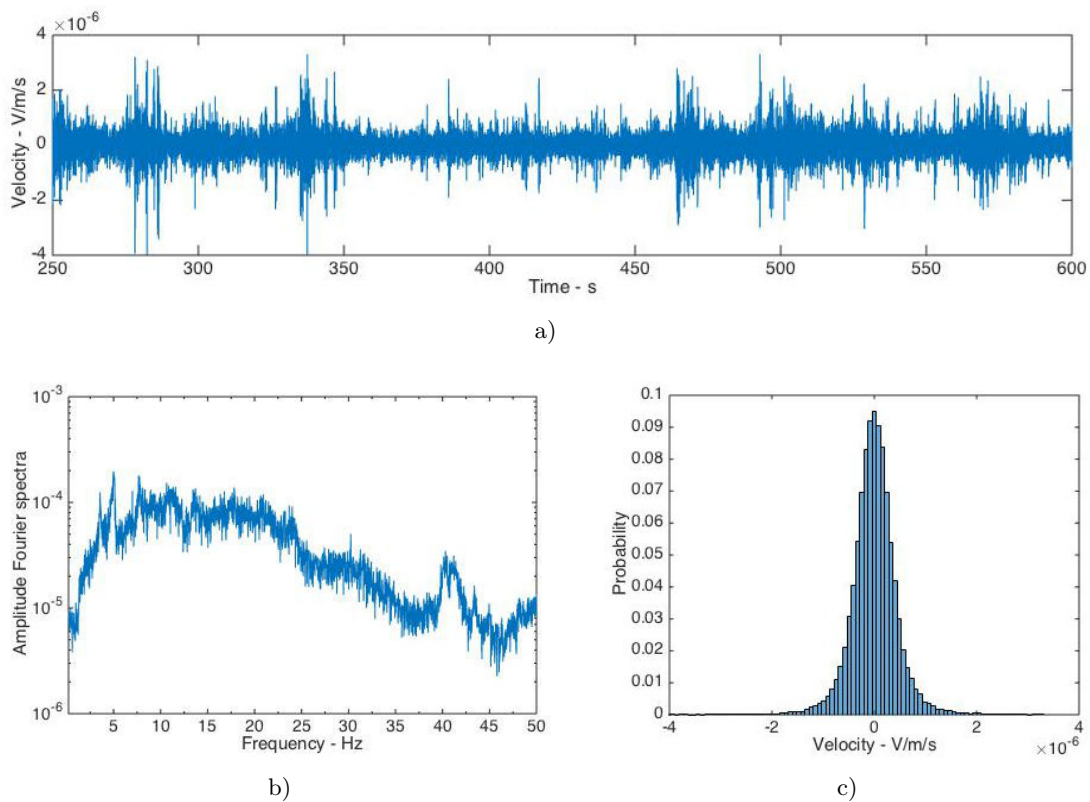 ×10⁻⁶
4
2
0
-2
-4
Velocity - V/m/s
250 300 350 400 450 500 550 600
Time - s
a)
10⁻³
10⁻⁴
10⁻⁵
10⁻⁶
Amplitude Fourier spectra
5 10 15 20 25 30 35 40 45 50
Frequency - Hz
b)
0.1
0.09
0.08
0.07
0.06
0.05
0.04
0.03
0.02
0.01
0
Probability
-4 -2 0 2 4
Velocity - V/m/s
×10⁻⁶
c)